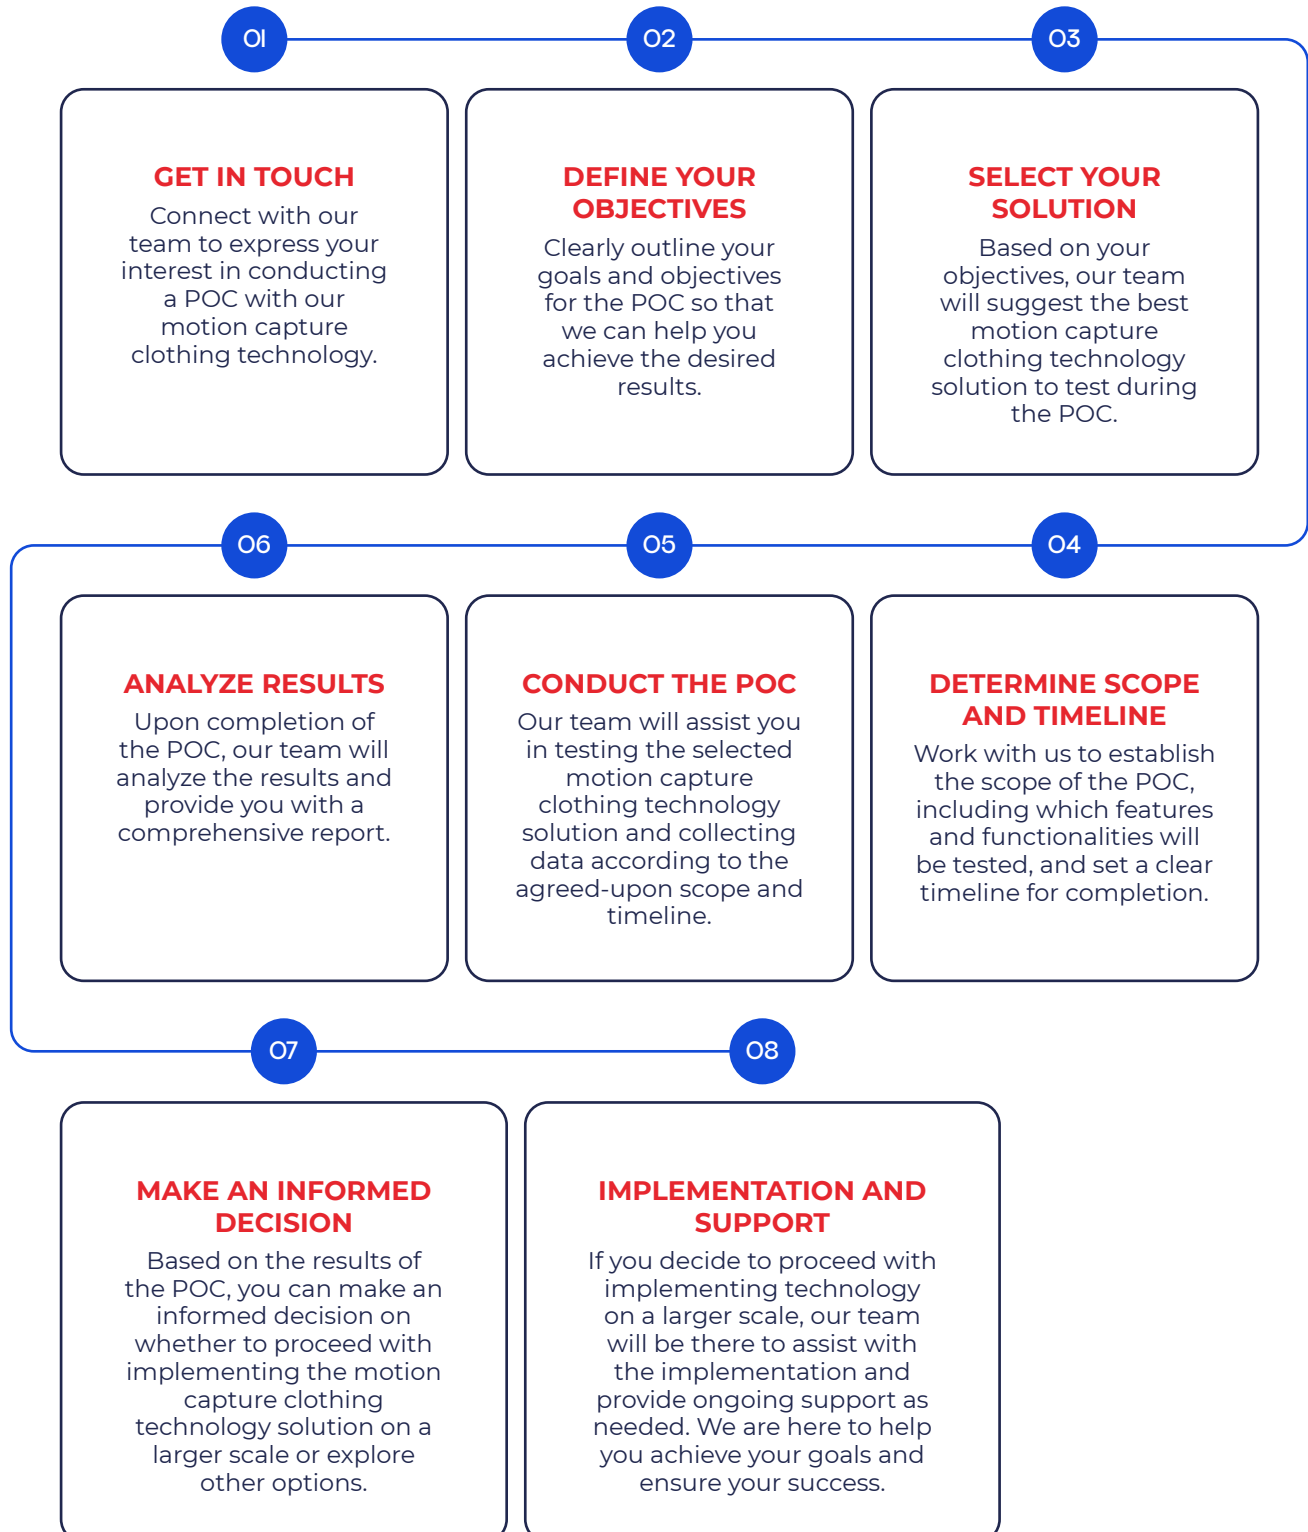 01
GET IN TOUCH
Connect with our
team to express your
interest in conducting
a POC with our
motion capture
clothing technology.
02
DEFINE YOUR
OBJECTIVES
Clearly outline your
goals and objectives
for the POC so that
we can help you
achieve the desired
results.
03
SELECT YOUR
SOLUTION
Based on your
objectives, our team
will suggest the best
motion capture
clothing technology
solution to test during
the POC.
04
DETERMINE SCOPE
AND TIMELINE
Work with us to establish
the scope of the POC,
including which features
and functionalities will
be tested, and set a clear
timeline for completion.
05
CONDUCT THE POC
Our team will assist you
in testing the selected
motion capture
clothing technology
solution and collecting
data according to the
agreed-upon scope and
timeline.
06
ANALYZE RESULTS
Upon completion of
the POC, our team will
analyze the results and
provide you with a
comprehensive report.
07
MAKE AN INFORMED
DECISION
Based on the results of
the POC, you can make an
informed decision on
whether to proceed with
implementing the motion
capture clothing
technology solution on a
larger scale or explore
other options.
08
IMPLEMENTATION AND
SUPPORT
If you decide to proceed with
implementing technology
on a larger scale, our team
will be there to assist with
the implementation and
provide ongoing support as
needed. We are here to help
you achieve your goals and
ensure your success.